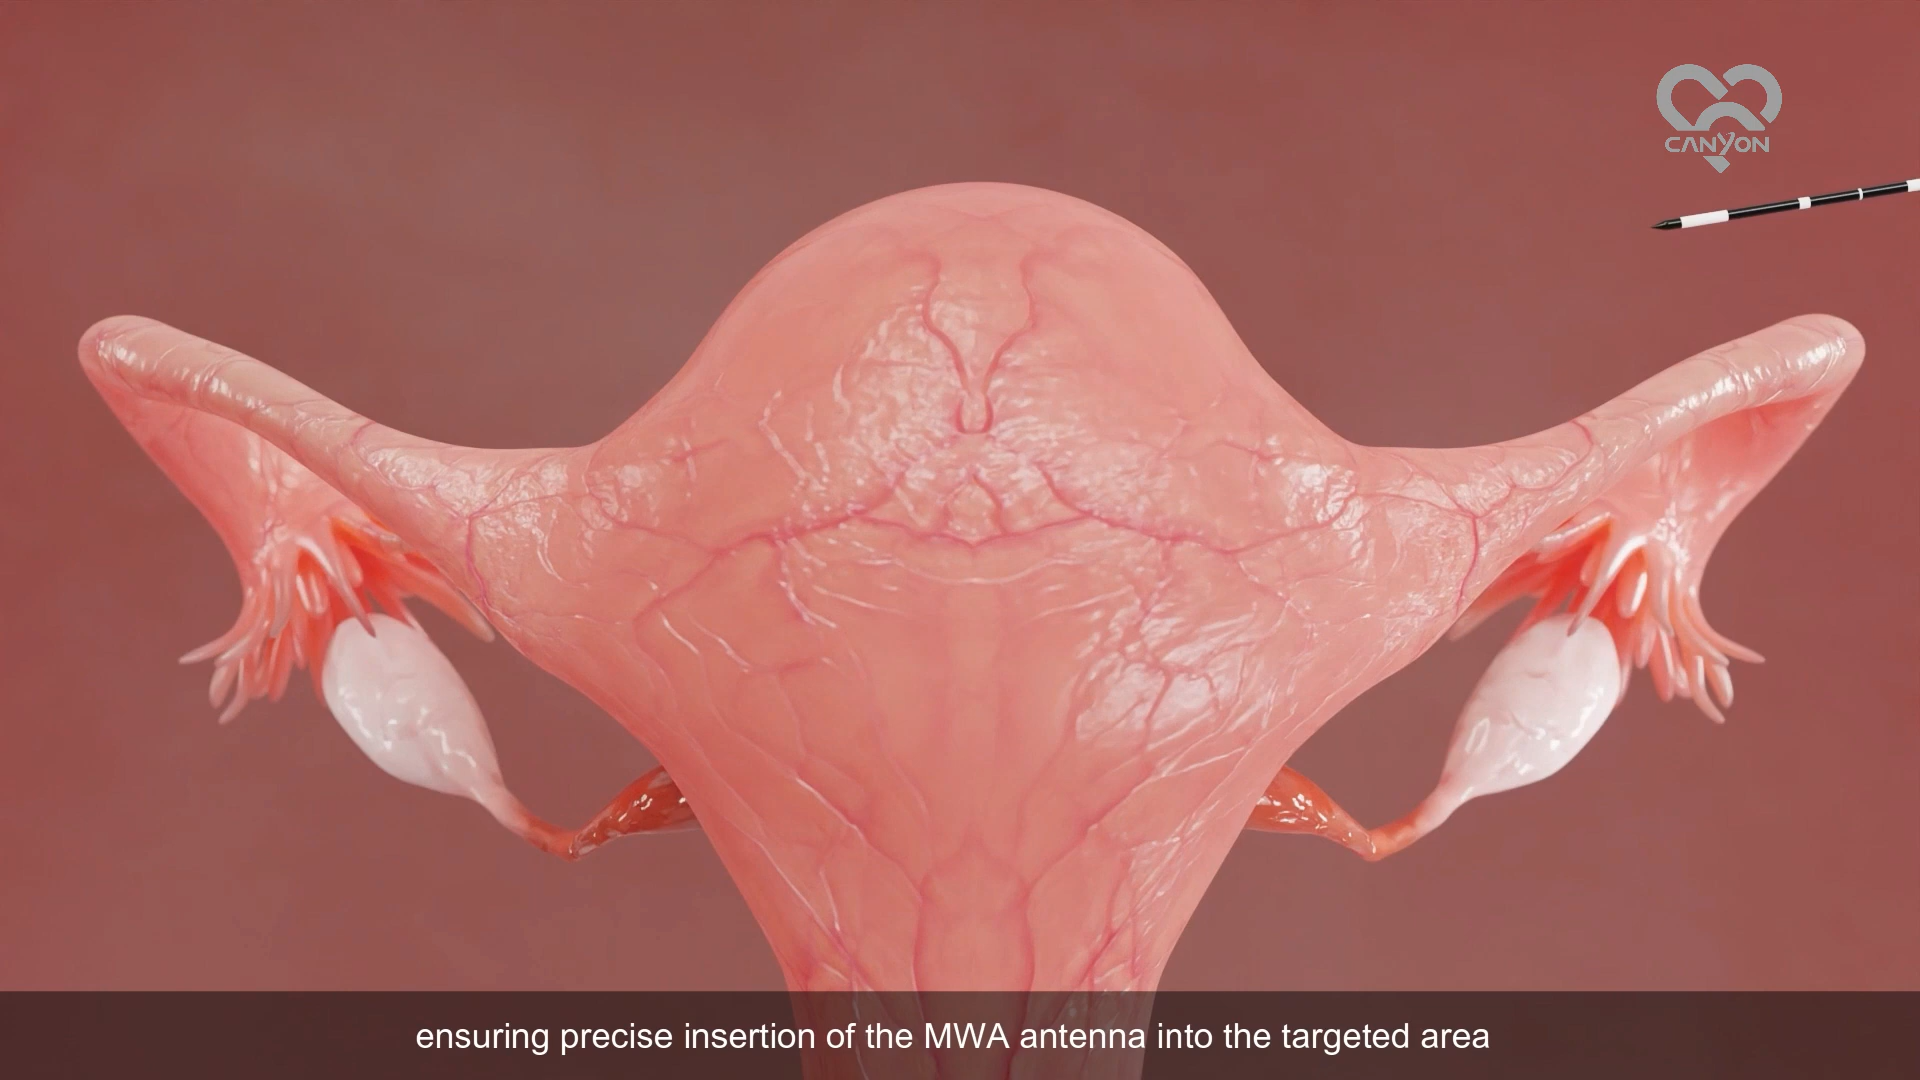 CANYON
ensuring precise insertion of the MWA antenna into the targeted area